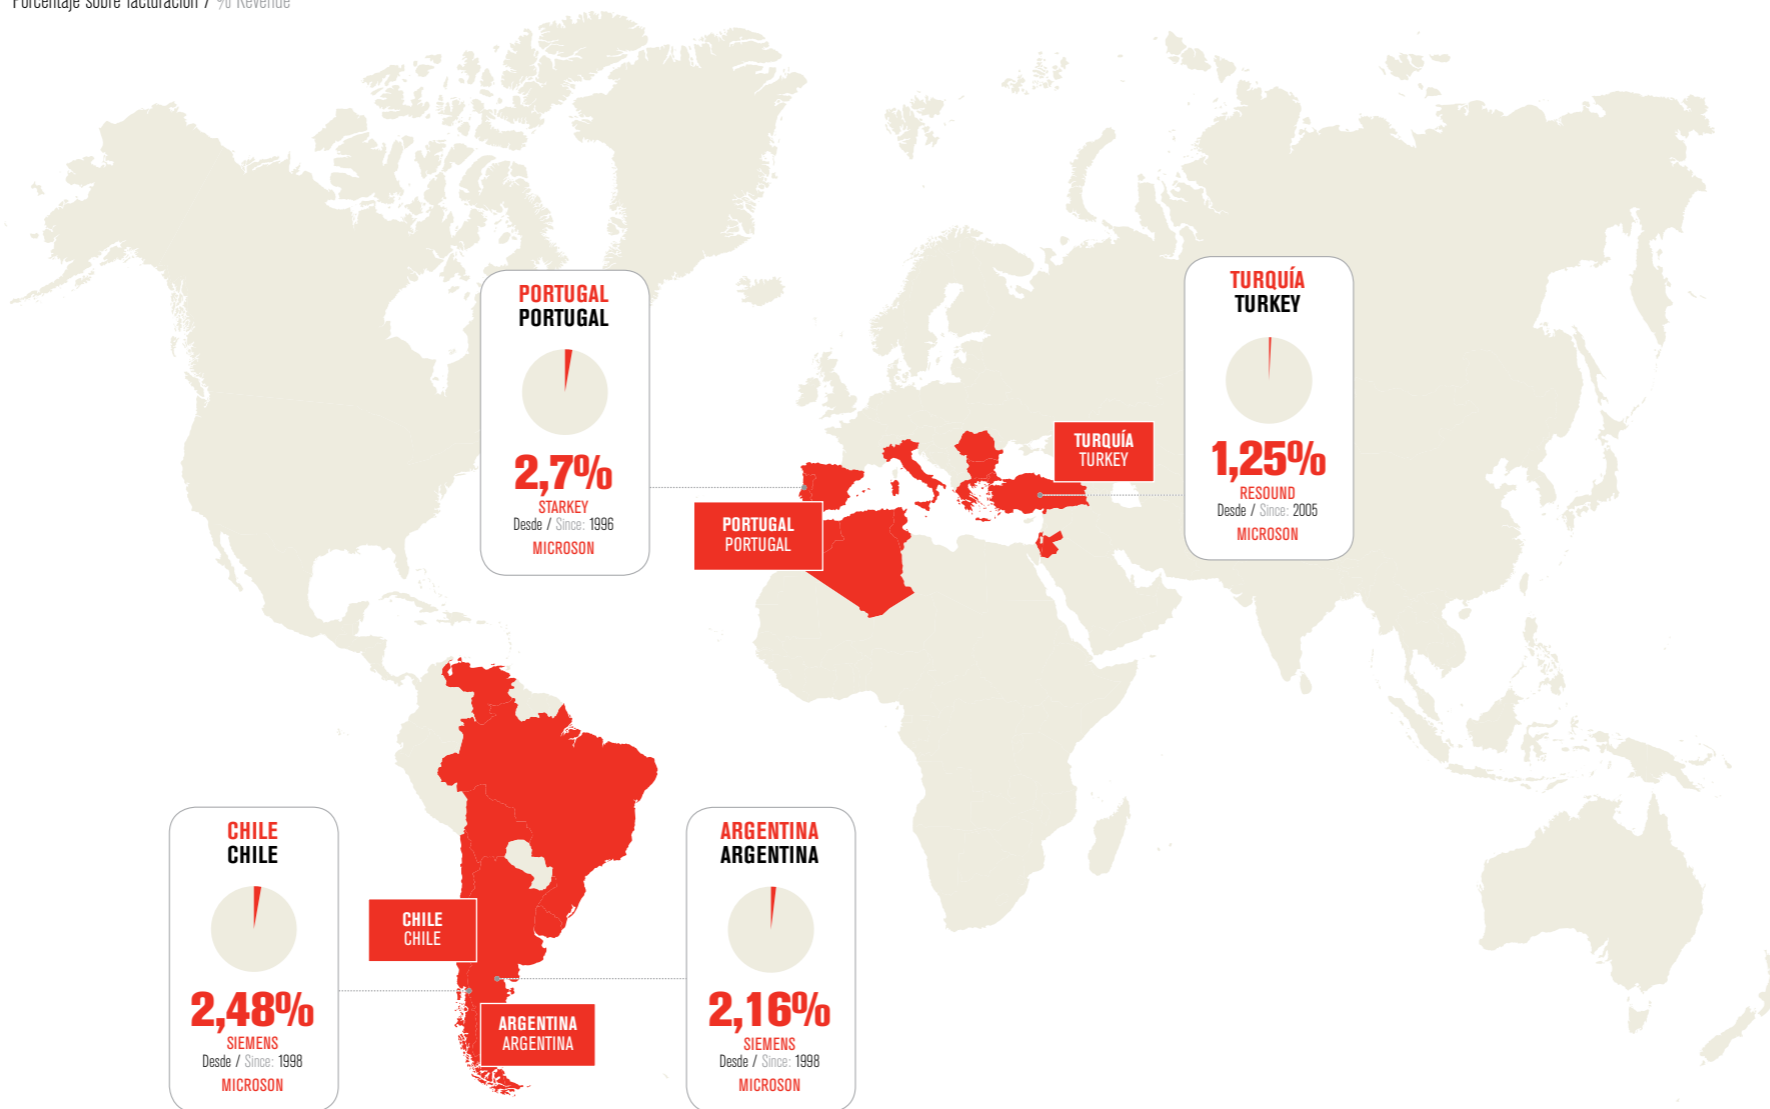 Porcentaje sobre facturación / % Revenue
PORTUGAL
PORTUGAL
2,7%
STARKEY
Desde / Since: 1996
MICROSON
TURQUÍA
TURKEY
1,25%
RESOUND
Desde / Since: 2005
MICROSON
TURQUÍA
TURKEY
PORTUGAL
PORTUGAL
CHILE
CHILE
2,48%
SIEMENS
Desde / Since: 1998
MICROSON
CHILE
CHILE
ARGENTINA
ARGENTINA
ARGENTINA
ARGENTINA
2,16%
SIEMENS
Desde / Since: 1998
MICROSON